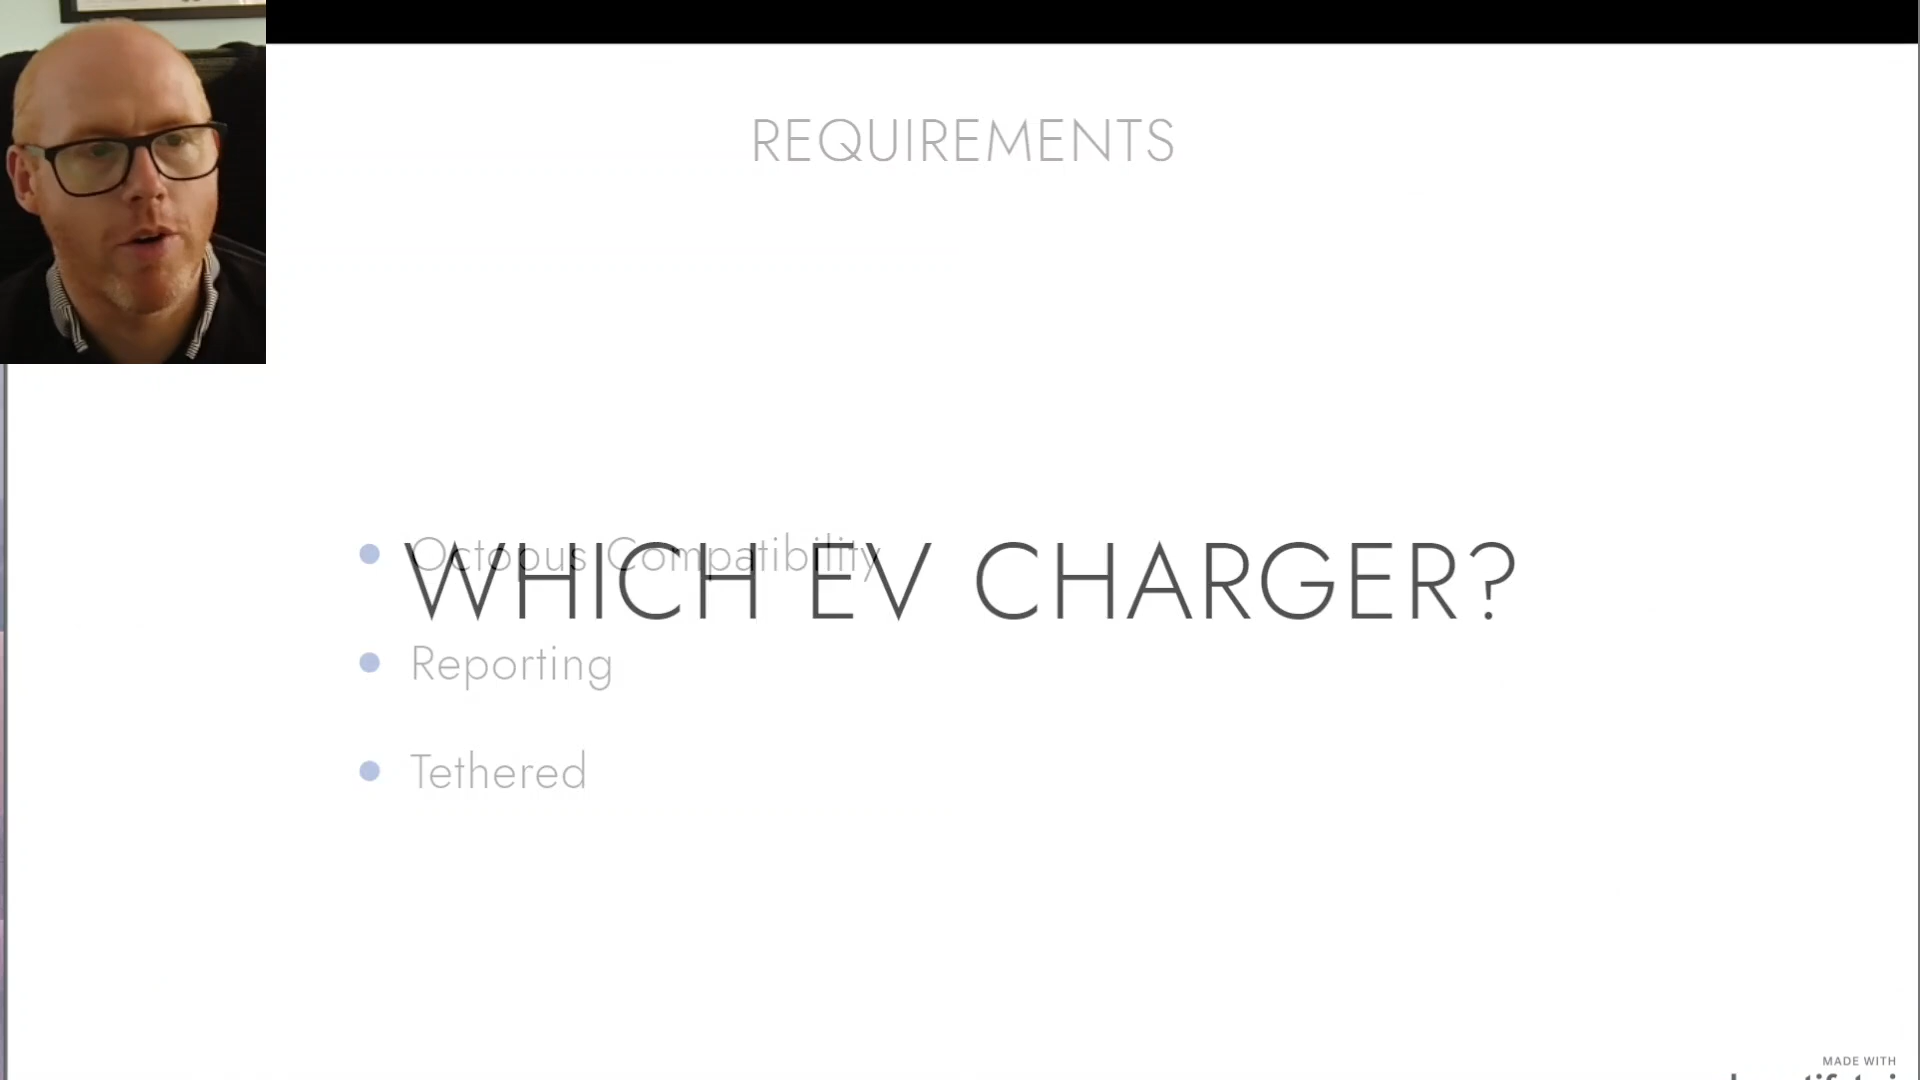 REQUIREMENTS
Octopus Compatibility
WHICH EV CHARGER?
Reporting
Tethered
MADE WITH